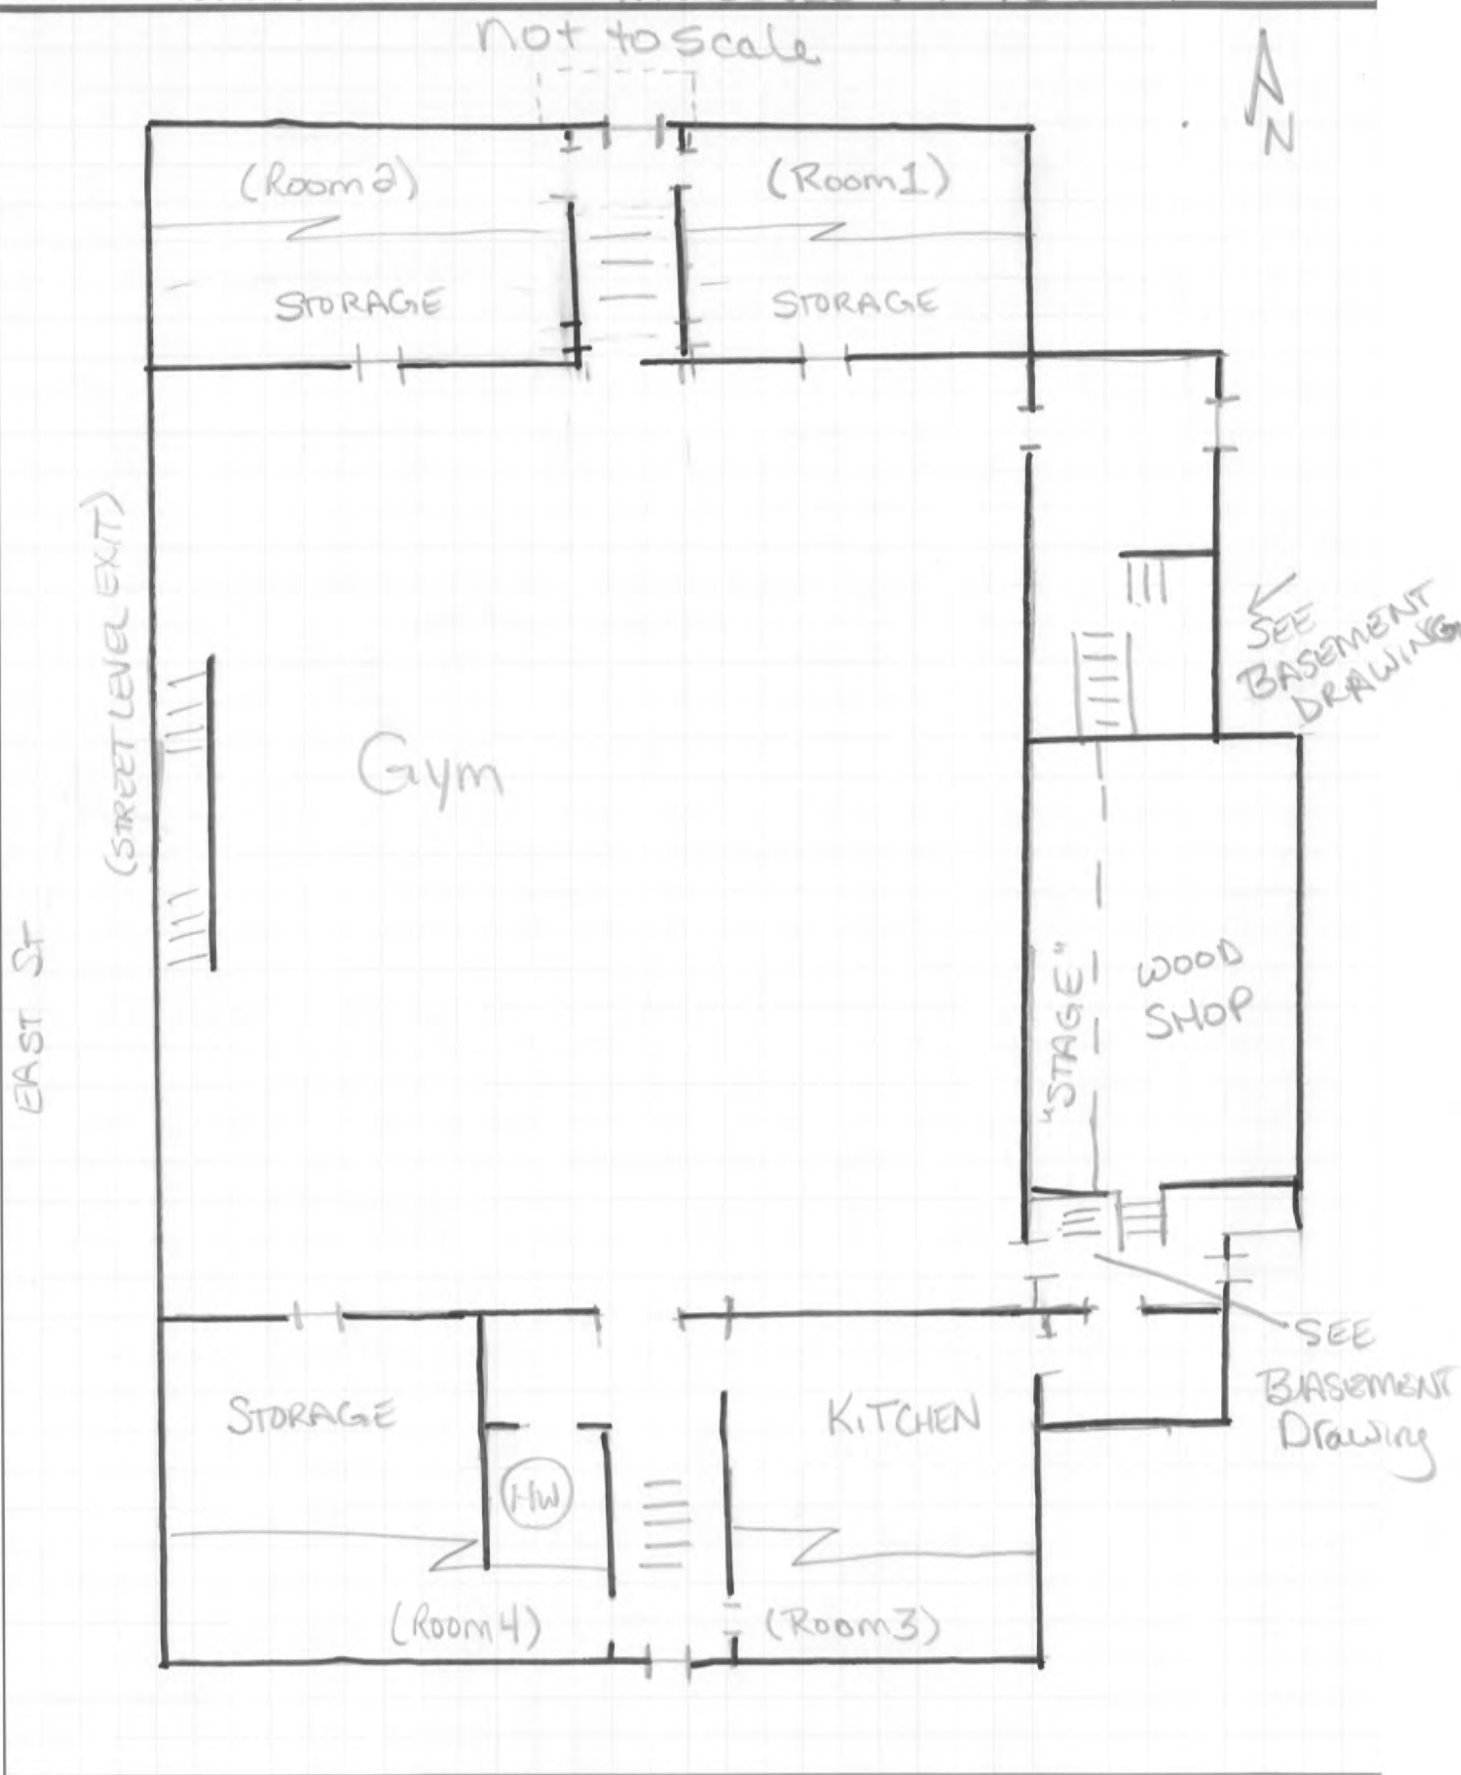 not to scale
N
(Room 2)
(Room 1)
STORAGE
STORAGE
(STREET LEVEL EXIT)
SEE
BASEMENT
DRAWING
Gym
EAST ST
"STAGE"
WOOD
SHOP
SEE
BASEMENT
Drawing
STORAGE
KITCHEN
HW
(Room 4)
(Room 3)